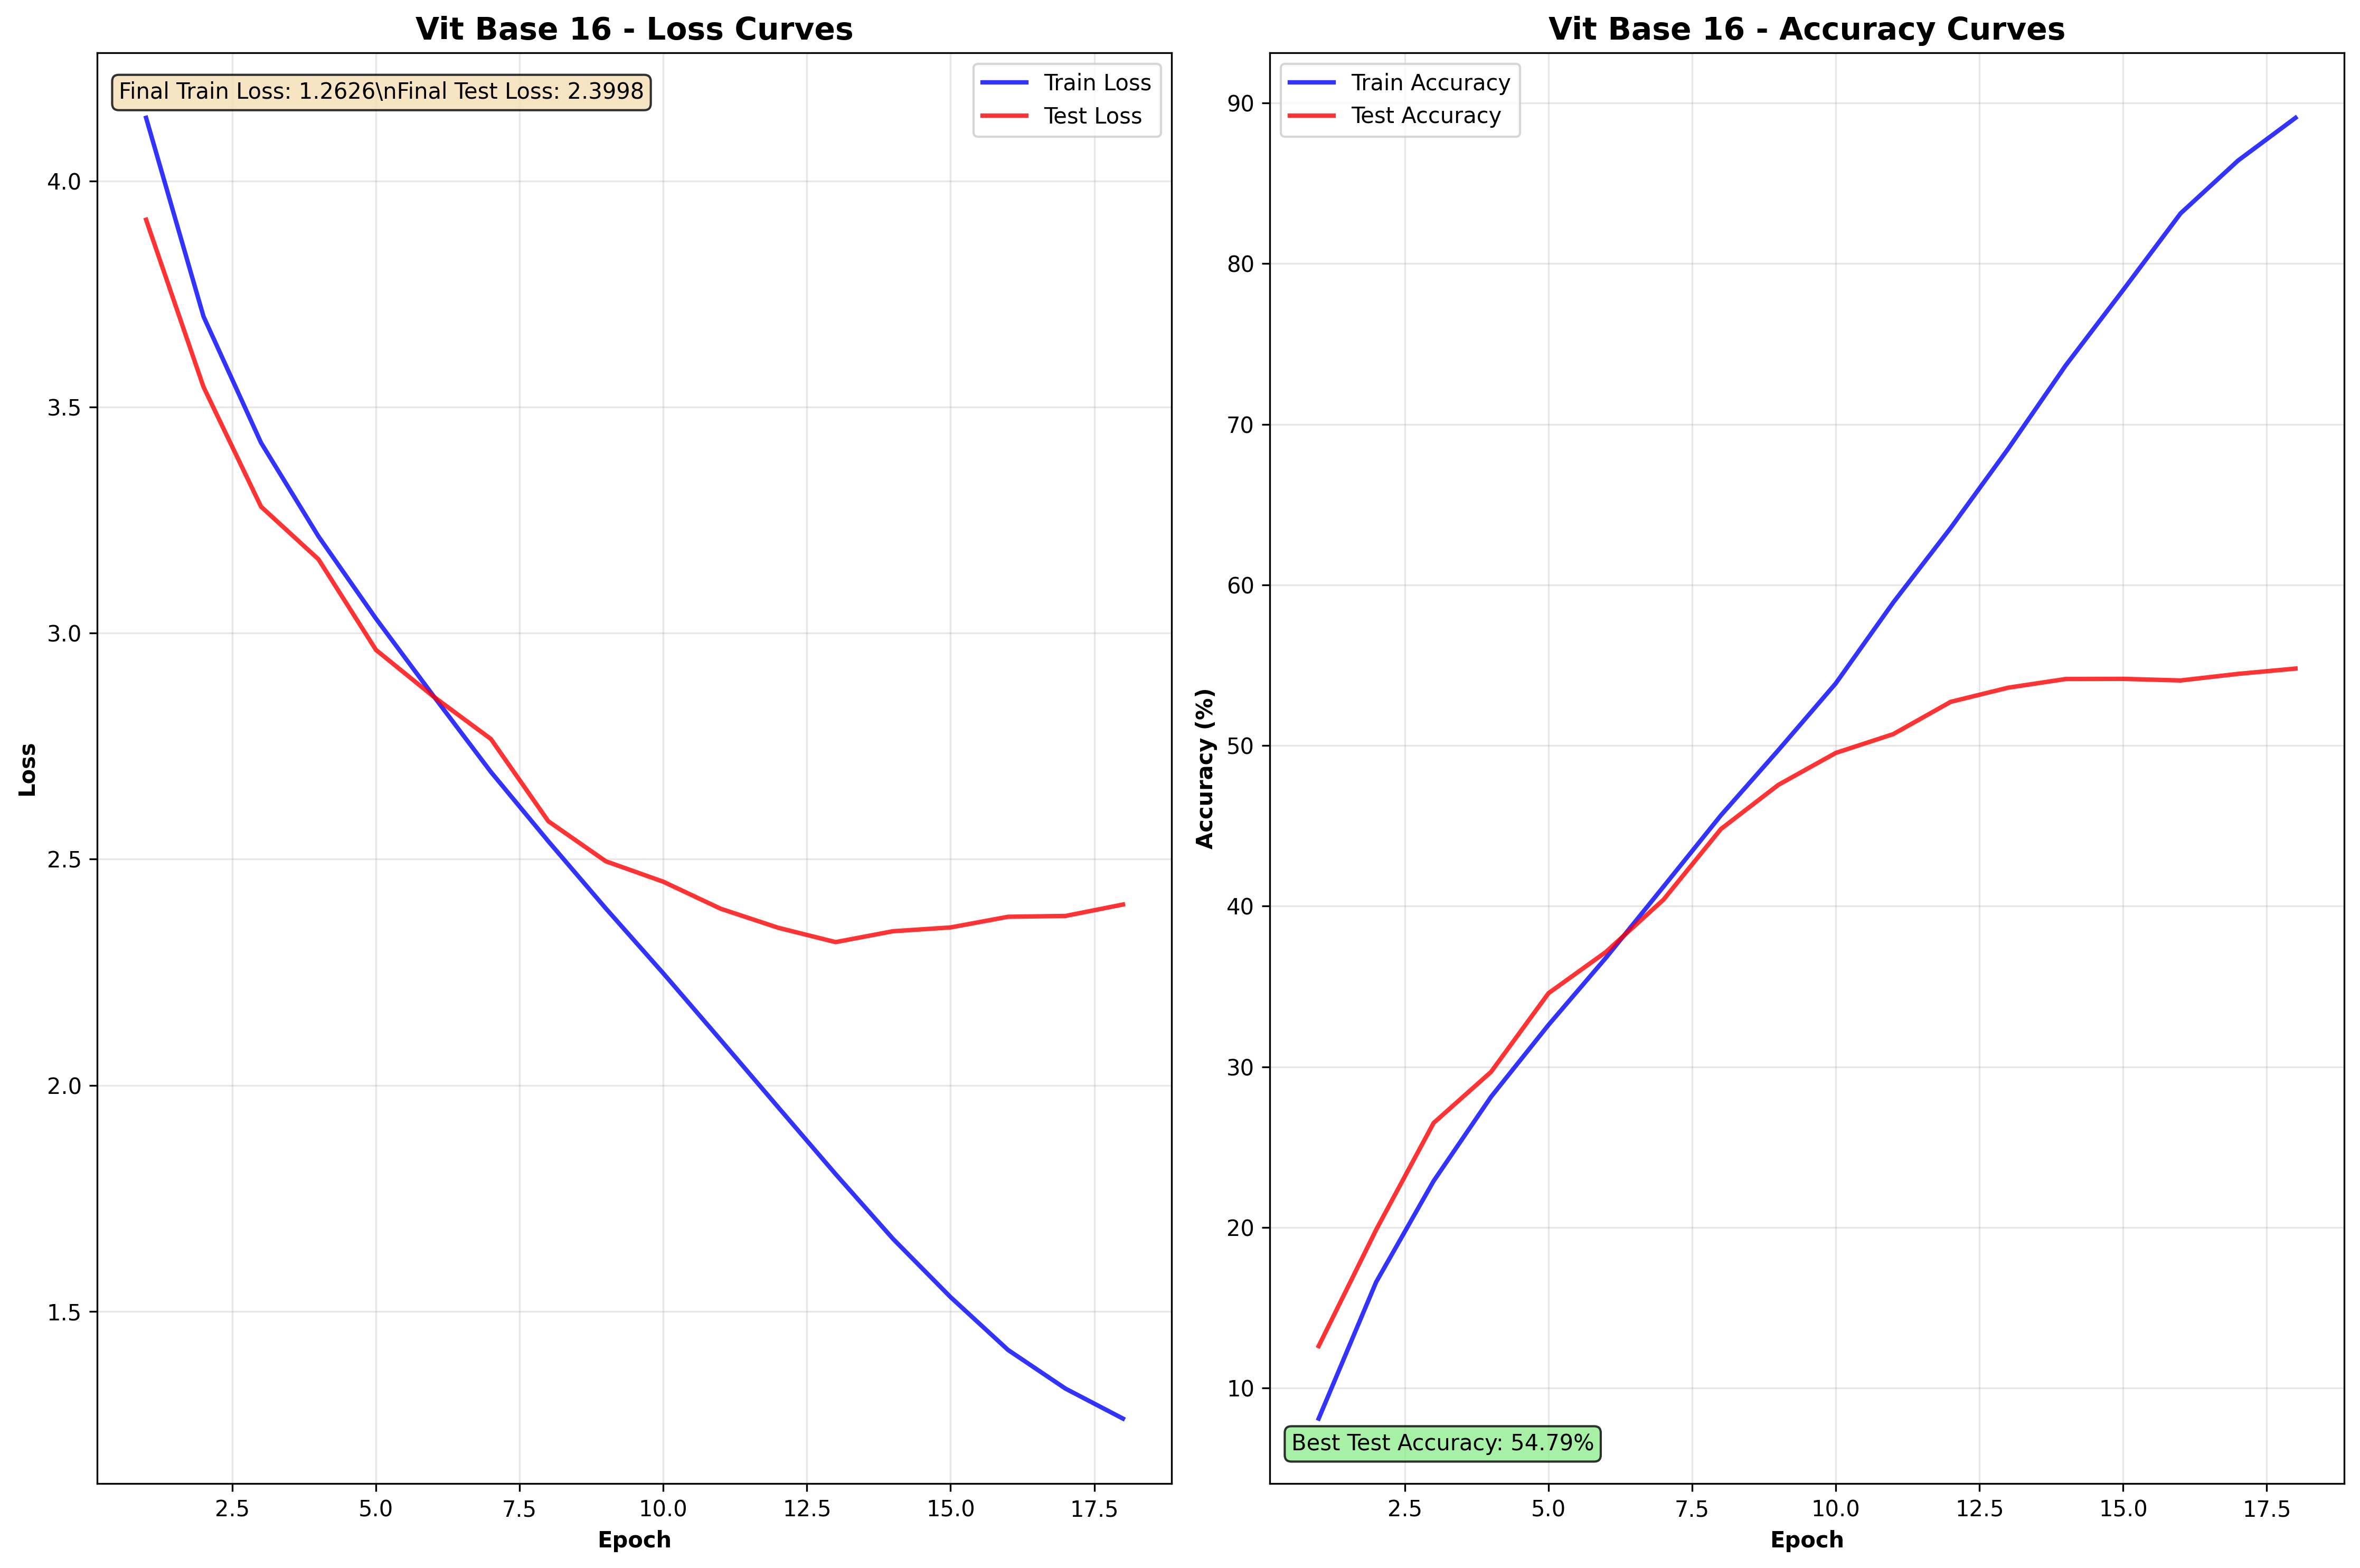 Vit Base 16 - Loss Curves
Final Train Loss: 1.2626\nFinal Test Loss: 2.3998
Train Loss
Test Loss
4.0
3.5
3.0
2.5
2.0
1.5
Loss
2.5
5.0
7.5
10.0
12.5
15.0
17.5
Epoch
Vit Base 16 - Accuracy Curves
Train Accuracy
Test Accuracy
90
80
70
60
50
40
30
20
10
Accuracy (%)
Best Test Accuracy: 54.79%
2.5
5.0
7.5
10.0
12.5
15.0
17.5
Epoch